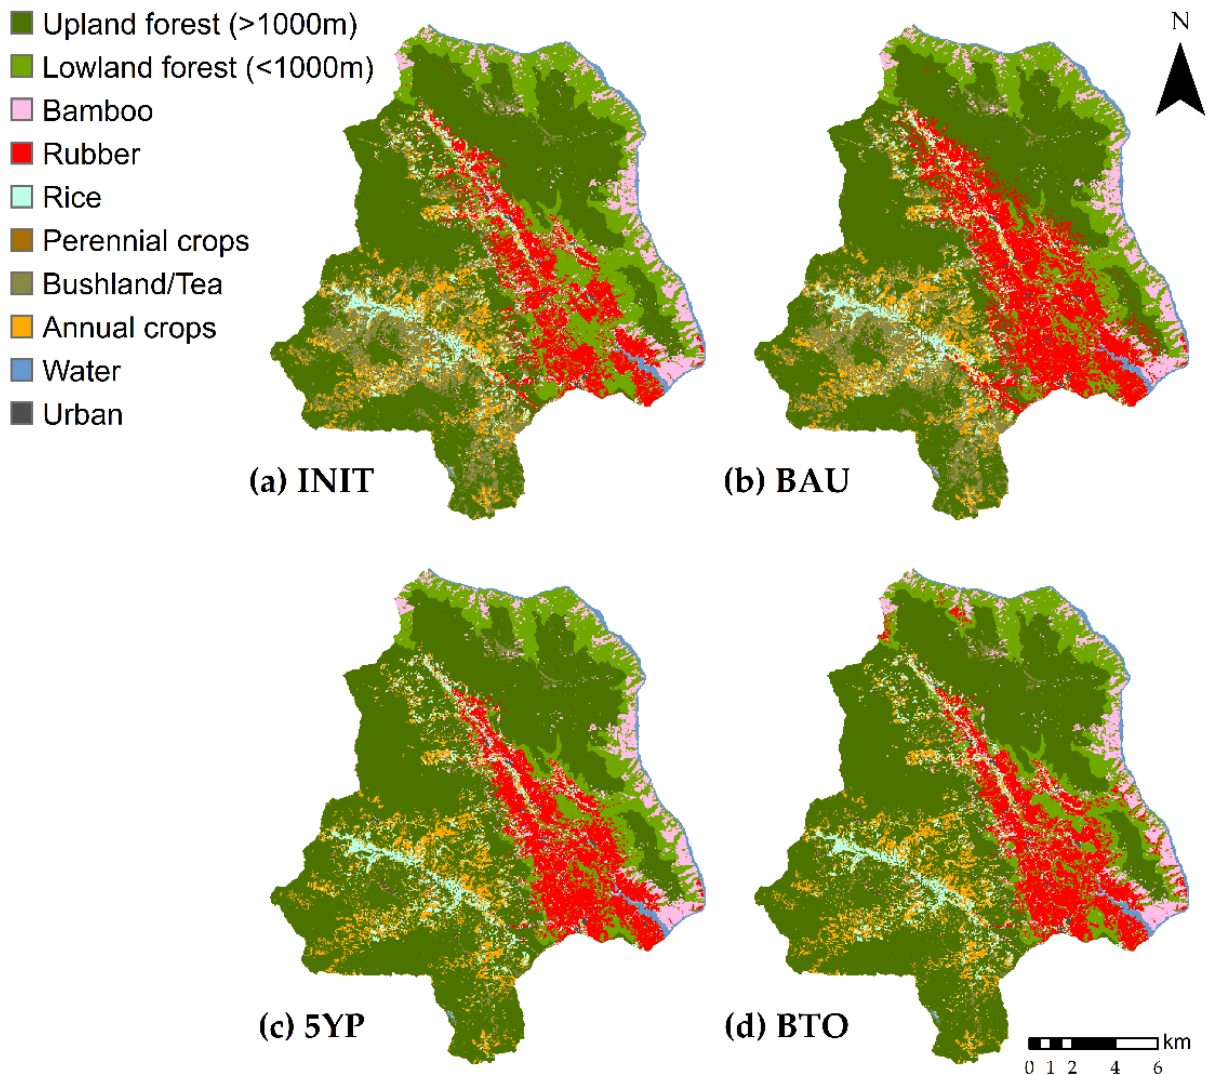 Upland forest (>1000m)
Lowland forest (<1000m)
Bamboo
Rubber
Rice
Perennial crops
Bushland/Tea
Annual crops
Water
Urban
N
(a) INIT
(b) BAU
(c) 5YP
(d) BTO
km
0 1 2 4 6